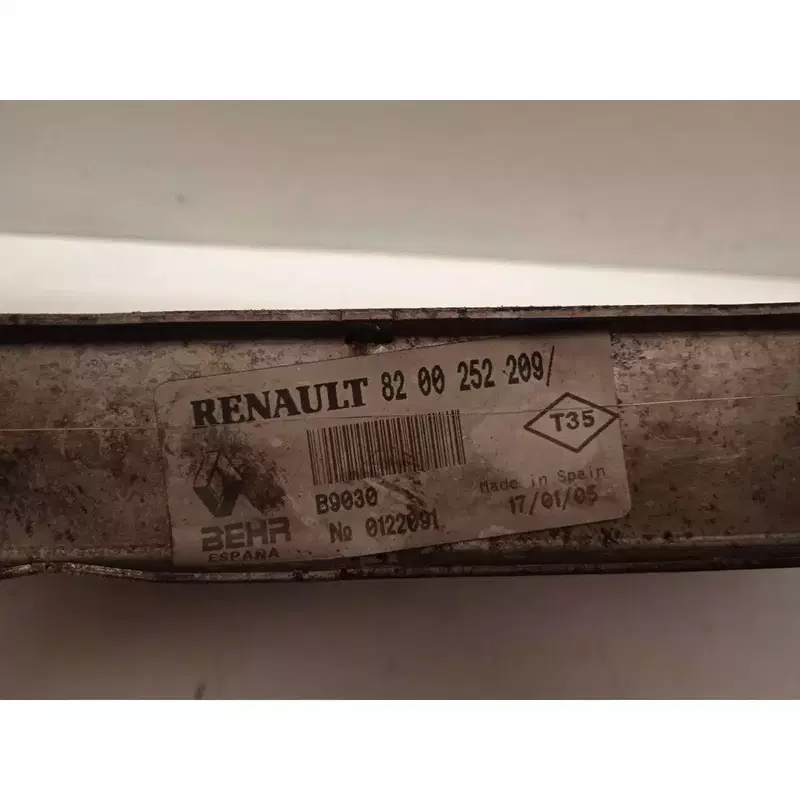 RENAULT 82 00 252 209/
T35
B9030
Made in Spain
Nº 0122091
17/01/05
BEHR
ESPAÑA